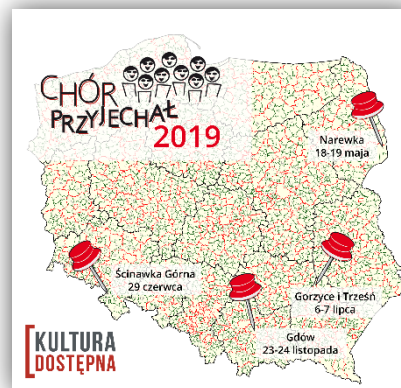 CHÓR
PRZYJECHAŁ
2019
Narewka
18-19 maja
Ścinawka Górna
29 czerwca
Gorzyce i Trześń
6-7 lipca
Gdów
23-24 listopada
[KULTURA
DOSTĘPNA